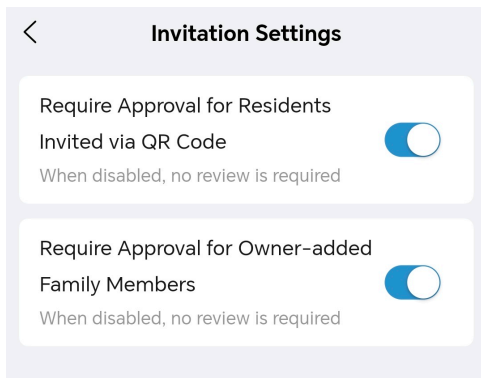 Invitation Settings
Require Approval for Residents
Invited via QR Code
When disabled, no review is required
Require Approval for Owner-added
Family Members
When disabled, no review is required